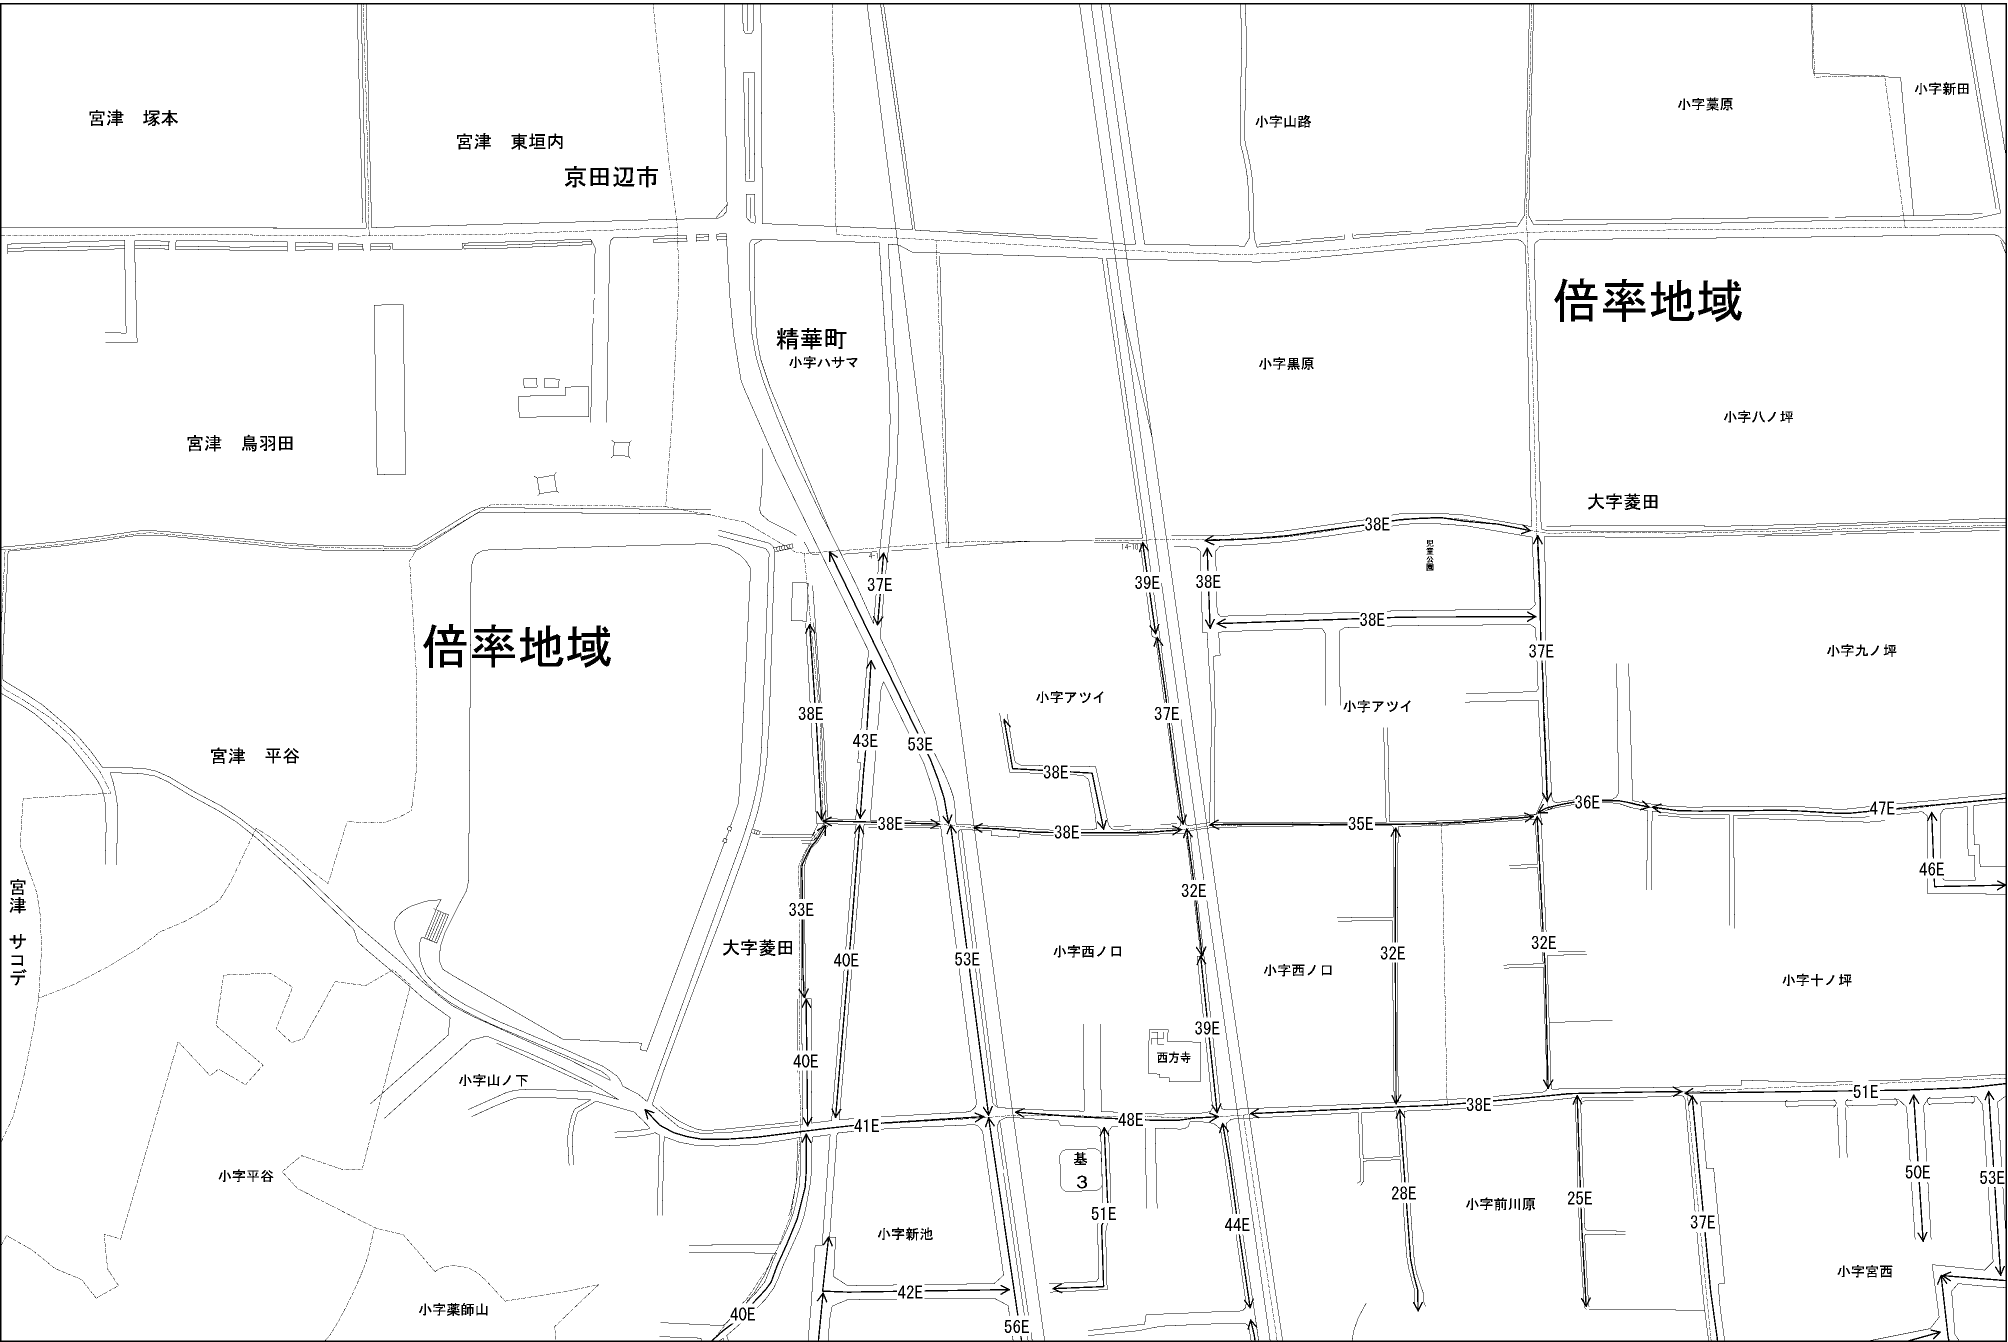 宮津　塚本
宮津　東垣内
京田辺市
小字山路
小字葉原
小字新田
倍率地域
精華町
小字ハサマ
小字黒原
小字八ノ坪
宮津　鳥羽田
大字菱田
38E
児童公園
4-1
14-10
37E
39E
38E
38E
倍率地域
37E
小字九ノ坪
小字アツイ
小字アツイ
38E
37E
43E
53E
宮津　平谷
38E
36E
47E
38E
38E
35E
46E
宮津　サコデ
32E
33E
大字菱田
40E
53E
小字西ノ口
小字西ノ口
32E
32E
小字十ノ坪
39E
40E
西方寺
小字山ノ下
51E
38E
48E
41E
基
3
小字平谷
50E
53E
28E
25E
小字前川原
51E
44E
37E
小字新池
小字宮西
42E
小字薬師山
40E
56E